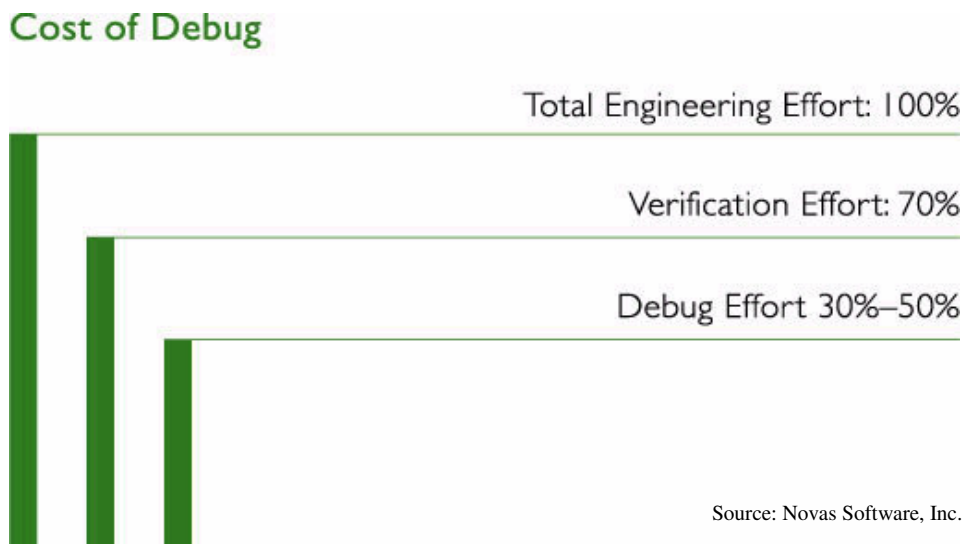 Cost of Debug
Total Engineering Effort: 100%
Verification Effort: 70%
Debug Effort 30%–50%
Source: Novas Software, Inc.